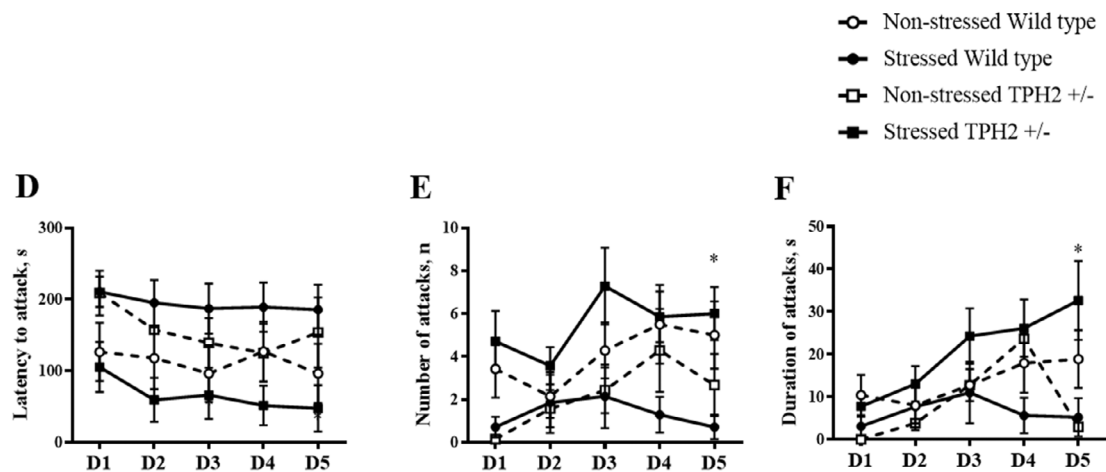 Non-stressed Wild type
Stressed Wild type
Non-stressed TPH2 +/-
Stressed TPH2 +/-
D
Latency to attack, s
300
200
100
0
D1 D2 D3 D4 D5
E
Number of attacks, n
10
8
6
4
2
0
*
D1 D2 D3 D4 D5
F
Duration of attacks, s
50
40
30
20
10
0
*
D1 D2 D3 D4 D5